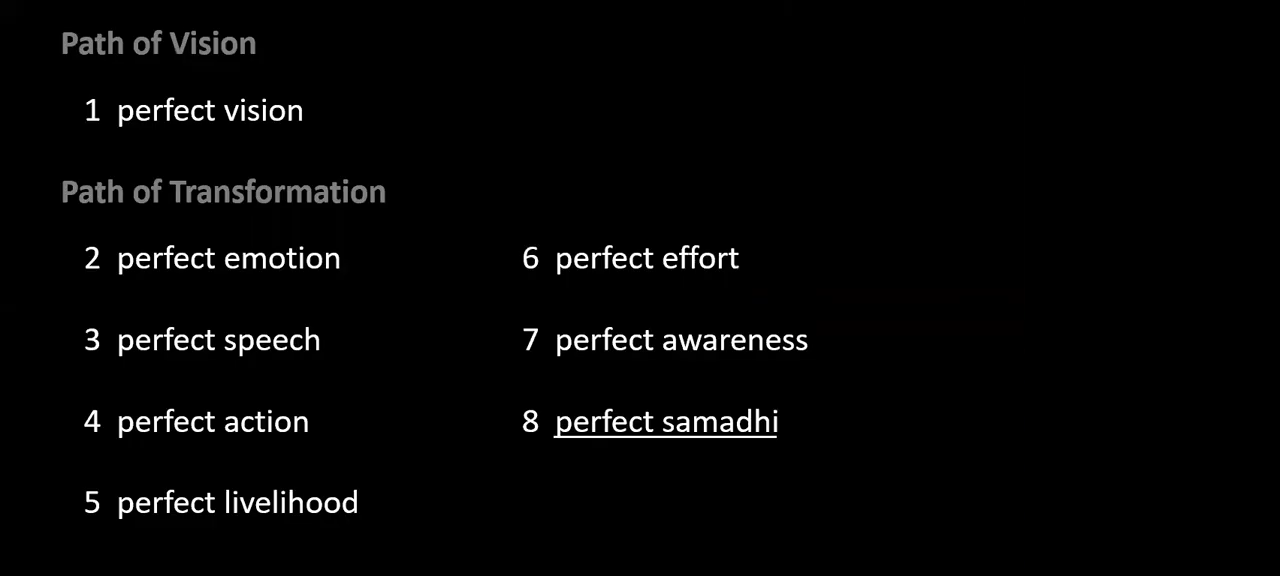 Path of Vision
1 perfect vision
Path of Transformation
2 perfect emotion
3 perfect speech
4 perfect action
5 perfect livelihood
6 perfect effort
7 perfect awareness
8 perfect samadhi